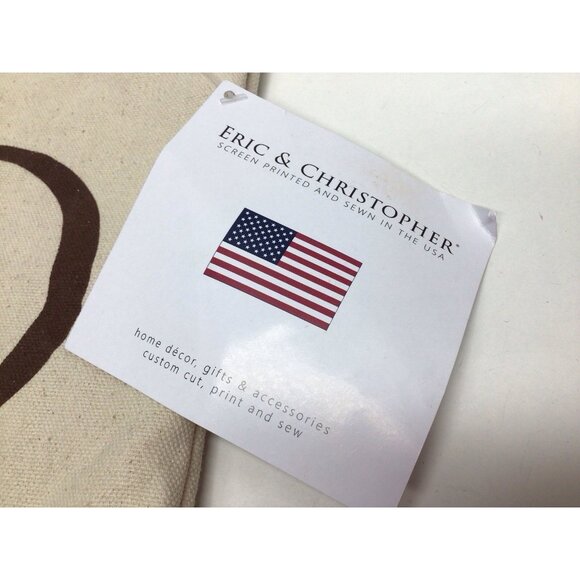 ERIC & CHRISTOPHER®
SCREEN PRINTED AND SEWN IN THE USA
home décor, gifts & accessories
custom cut, print and sew